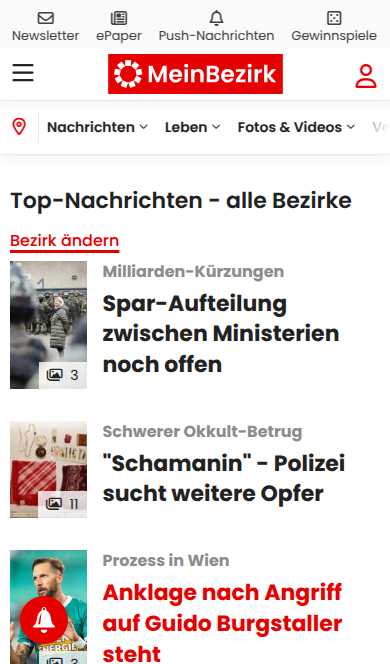 Newsletter
ePaper
Push-Nachrichten
Gewinnspiele
MeinBezirk
Nachrichten
Leben
Fotos & Videos
Ve
Top-Nachrichten - alle Bezirke
Bezirk ändern
Milliarden-Kürzungen
Spar-Aufteilung
zwischen Ministerien
noch offen
3
Schwerer Okkult-Betrug
"Schamanin" - Polizei
sucht weitere Opfer
11
Prozess in Wien
Anklage nach Angriff
auf Guido Burgstaller
steht
ENERGIE
3